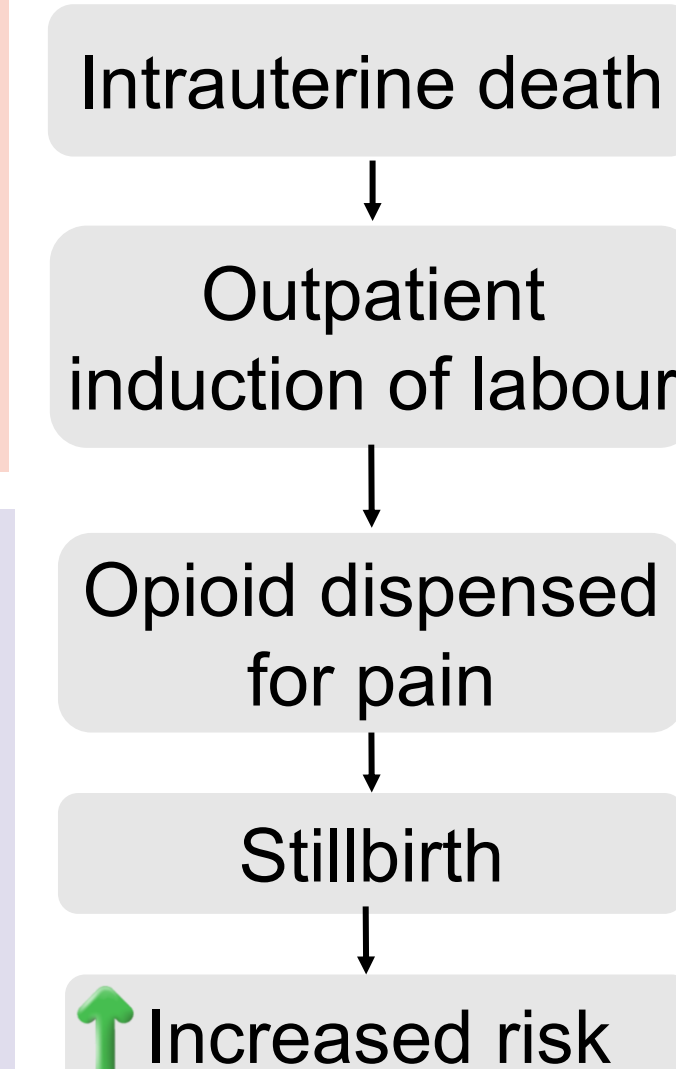 Intrauterine death
Outpatient
induction of labour
Opioid dispensed
for pain
Stillbirth
Increased risk